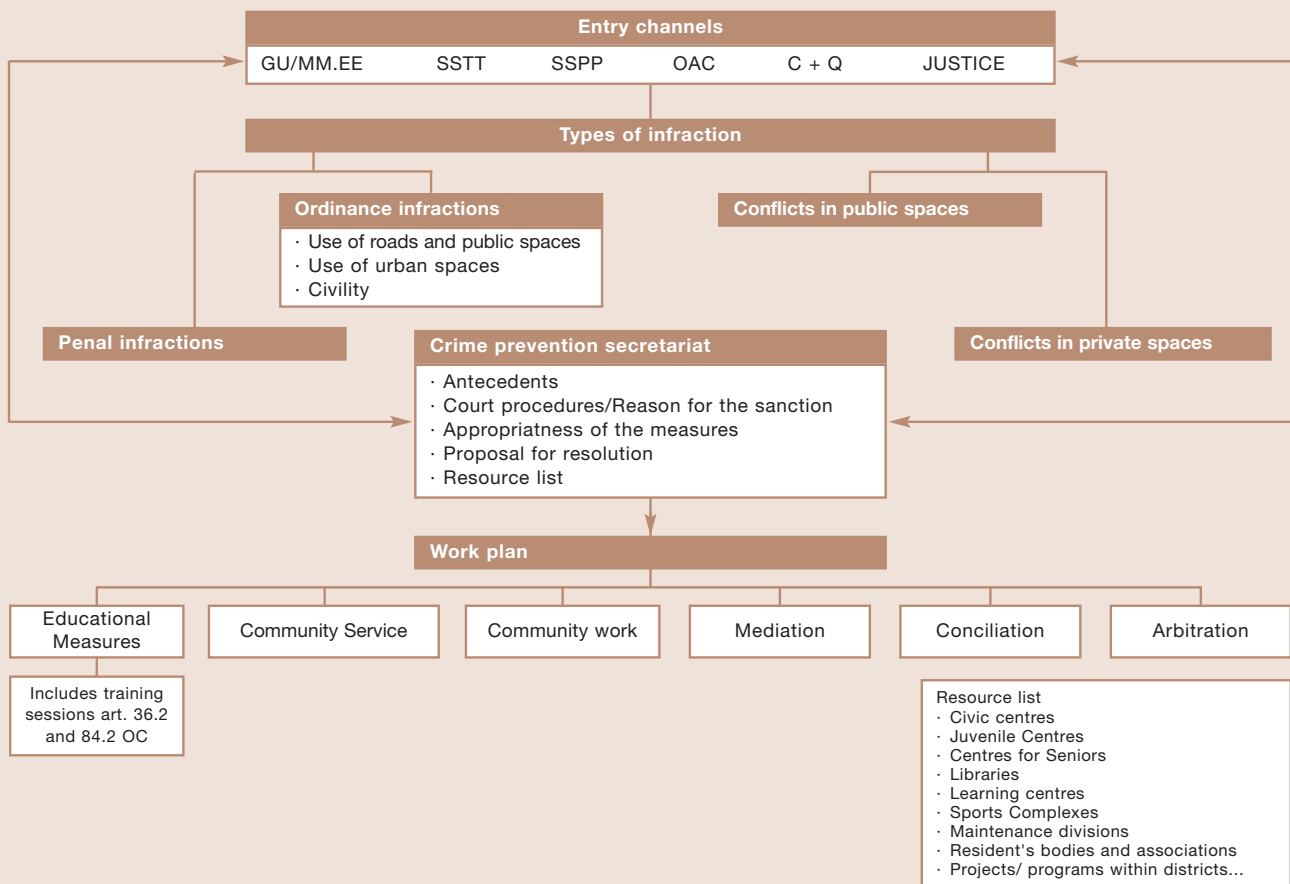 Entry channels
GU/MM.EE SSTT SSPP OAC C + Q JUSTICE
Types of infraction
Ordinance infractions
· Use of roads and public spaces
· Use of urban spaces
· Civility
Conflicts in public spaces
Penal infractions
Crime prevention secretariat
· Antecedents
· Court procedures/Reason for the sanction
· Appropriatness of the measures
· Proposal for resolution
· Resource list
Conflicts in private spaces
Work plan
Educational
Measures
Community Service
Community work
Mediation
Conciliation
Arbitration
Includes training
sessions art. 36.2
and 84.2 OC
Resource list
· Civic centres
· Juvenile Centres
· Centres for Seniors
· Libraries
· Learning centres
· Sports Complexes
· Maintenance divisions
· Resident's bodies and associations
· Projects/ programs within districts...